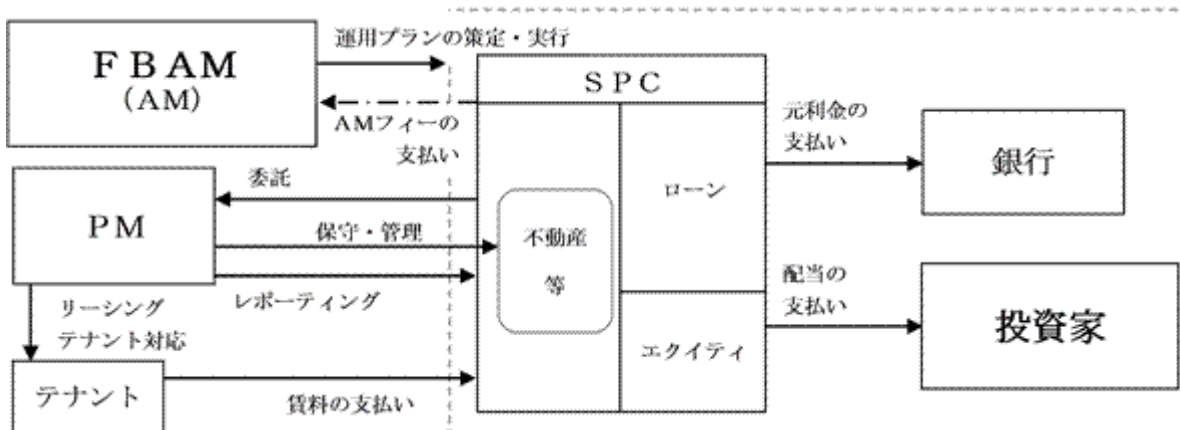 運用プランの策定・実行
FBAM
(AM)
SPC
AMフィーの
支払い
元利金の
支払い
銀行
委託
ローン
PM
保守・管理
不動産
等
レポーティング
配当の
支払い
リーシング
テナント対応
投資家
エクイティ
テナント
賃料の支払い